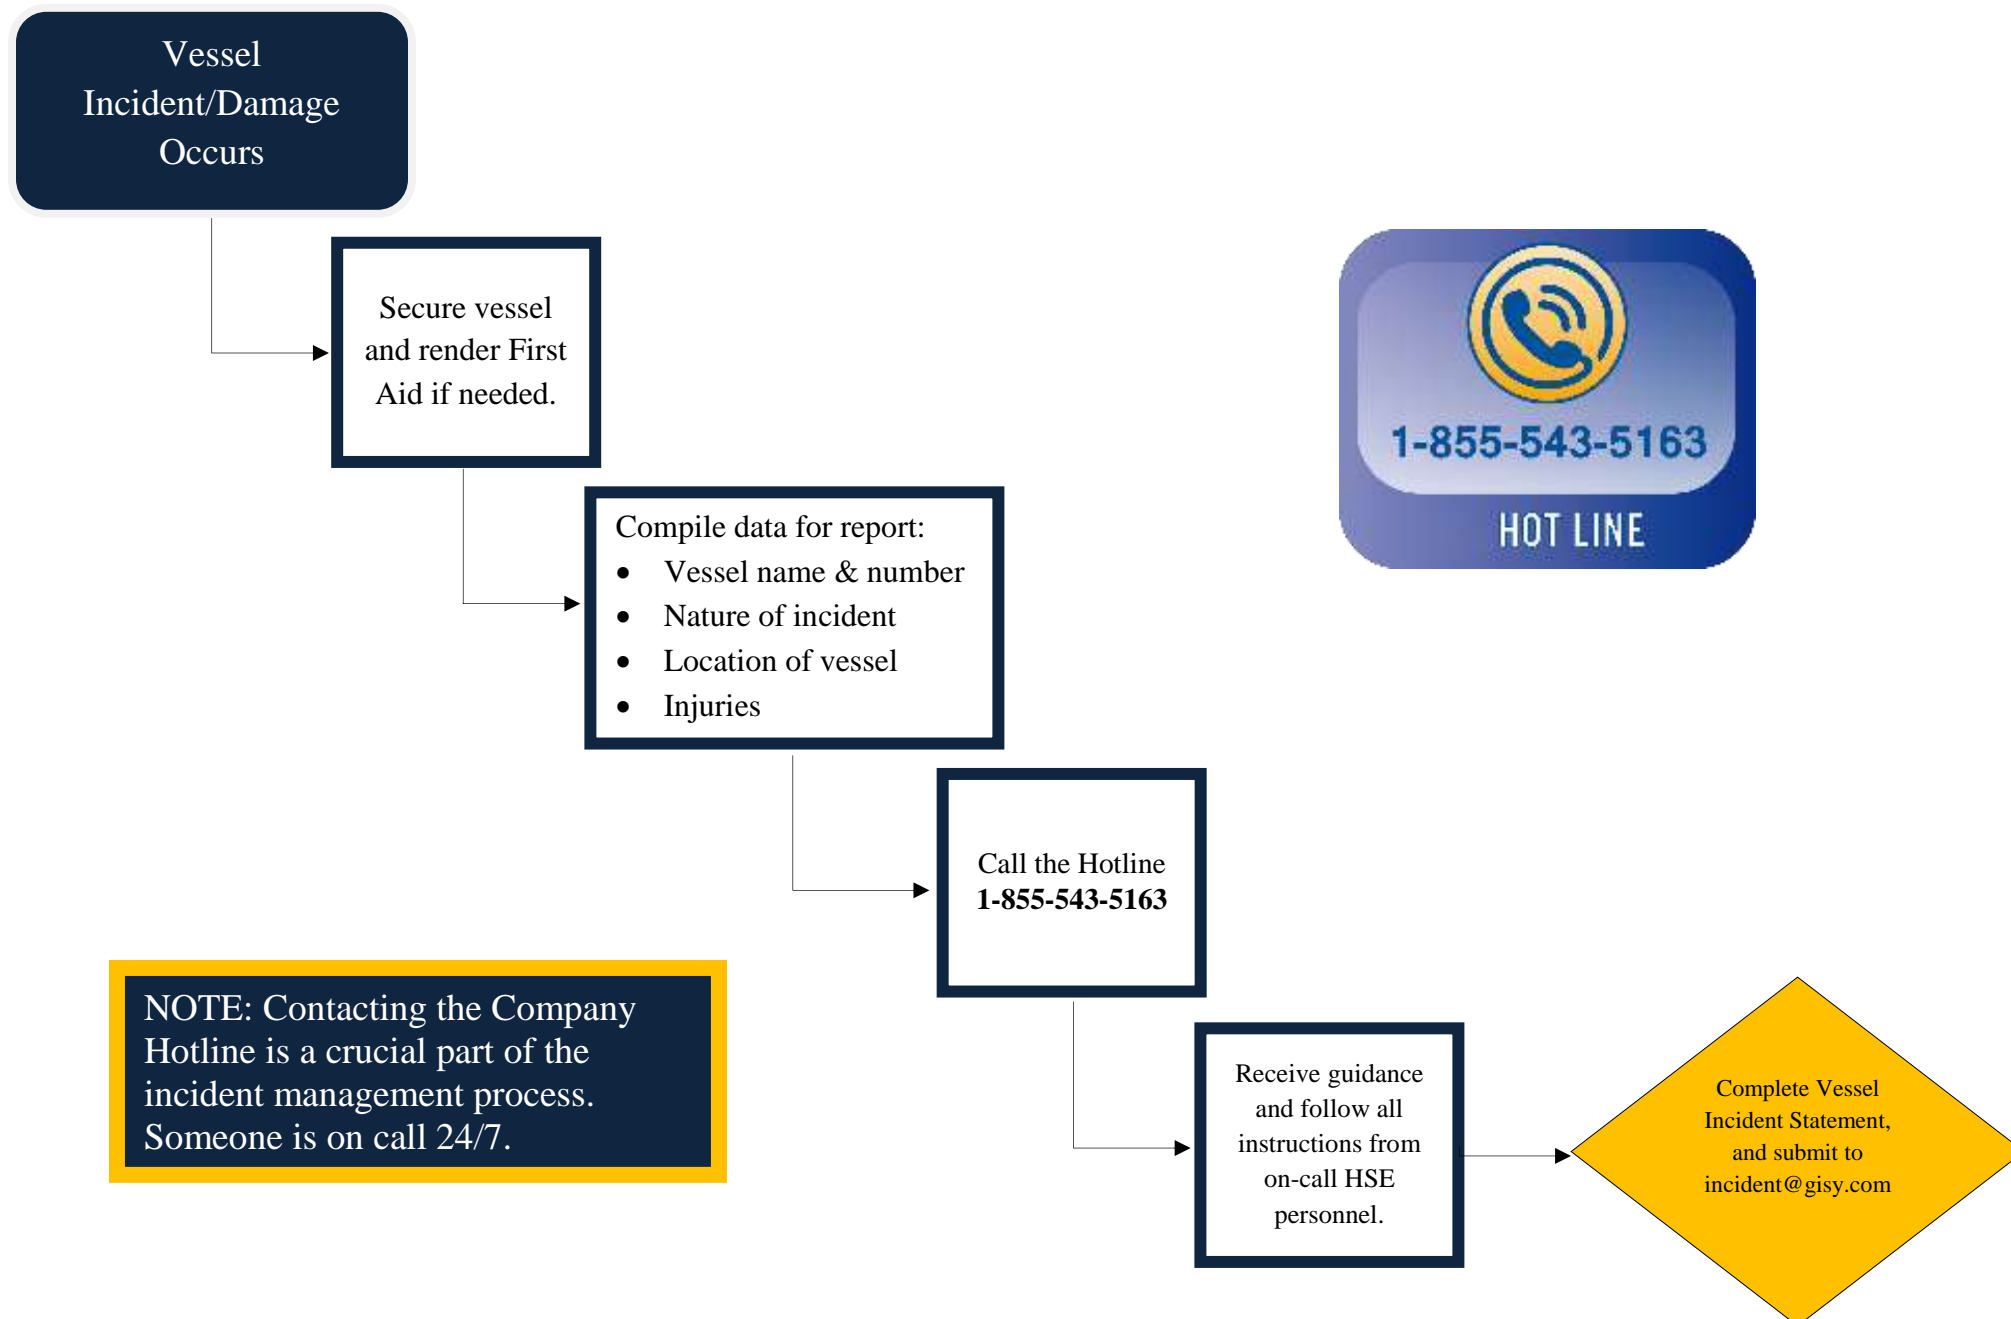 Vessel
Incident/Damage
Occurs
Secure vessel
and render First
Aid if needed.
1-855-543-5163
HOT LINE
Compile data for report:
• Vessel name & number
• Nature of incident
• Location of vessel
• Injuries
Call the Hotline
1-855-543-5163
NOTE: Contacting the Company
Hotline is a crucial part of the
incident management process.
Someone is on call 24/7.
Receive guidance
and follow all
instructions from
on-call HSE
personnel.
Complete Vessel
Incident Statement,
and submit to
incident@gisy.com